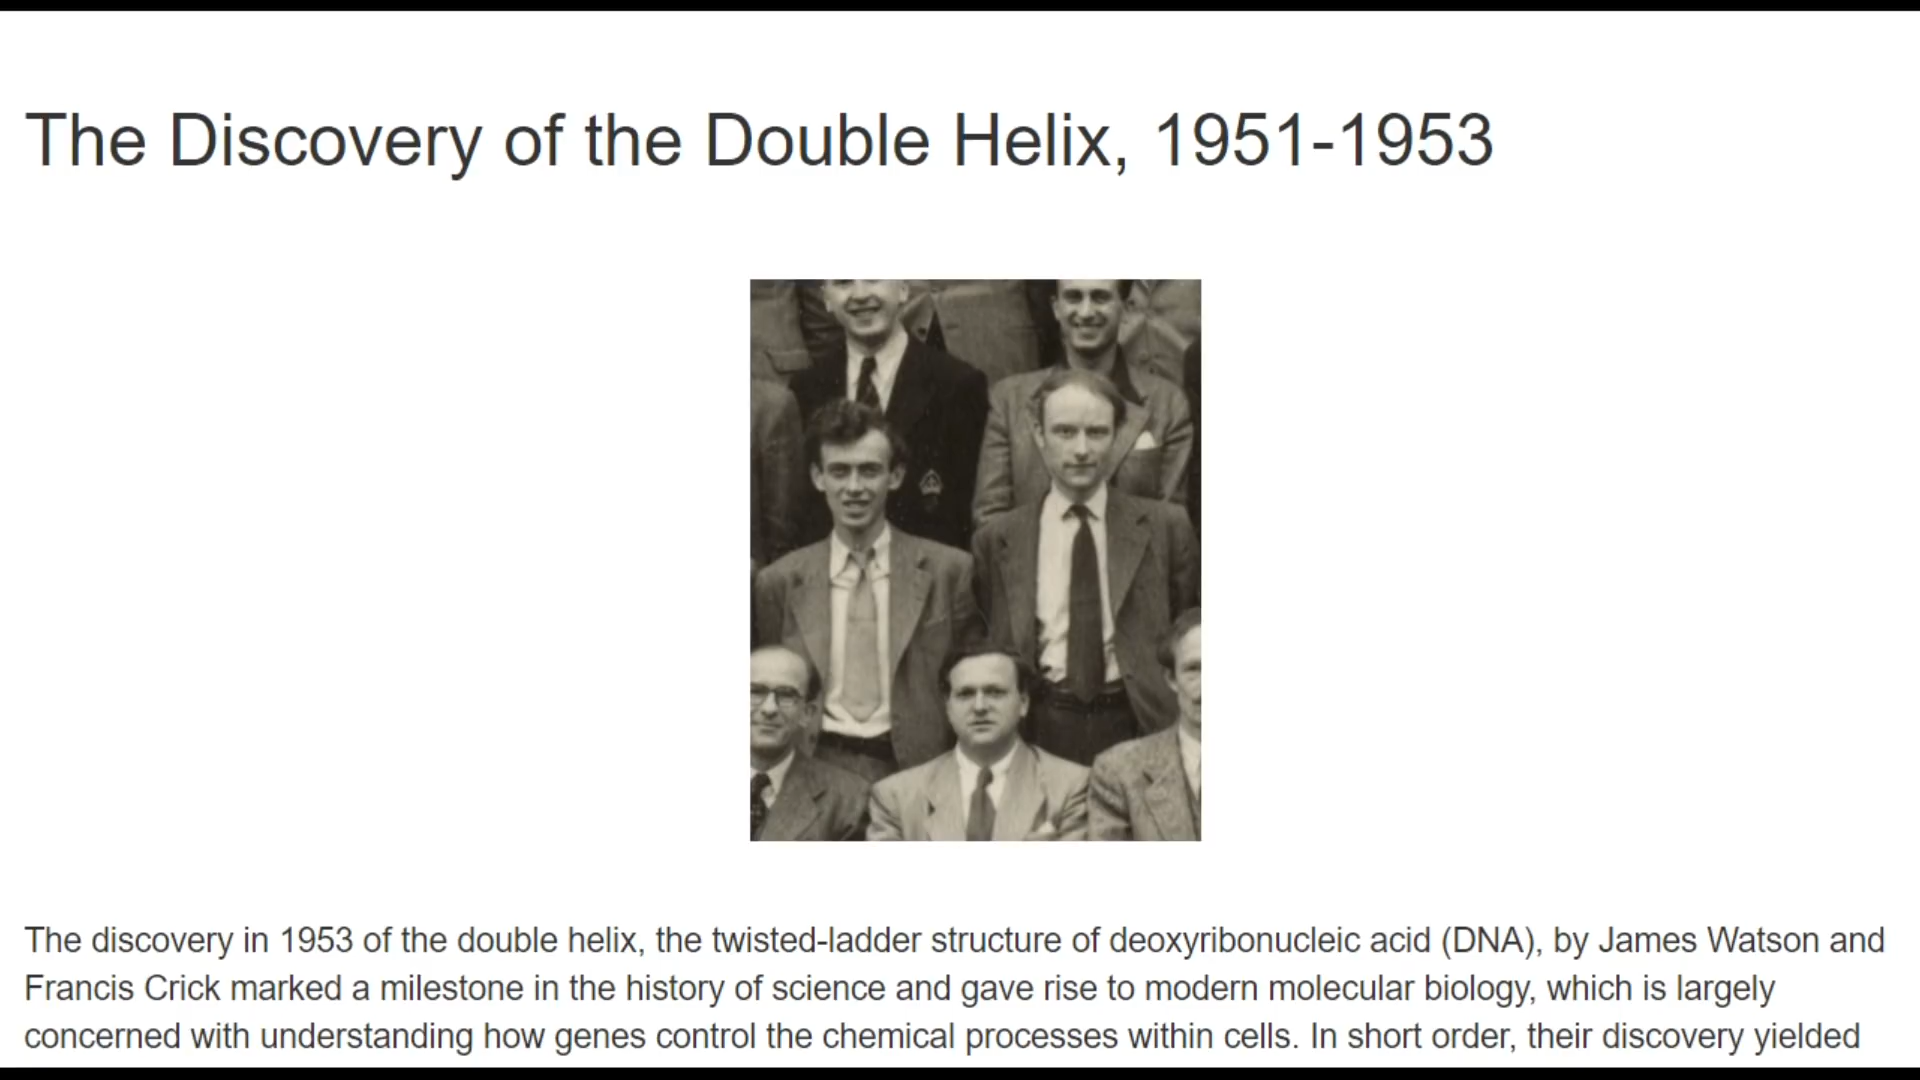 The Discovery of the Double Helix, 1951-1953
The discovery in 1953 of the double helix, the twisted-ladder structure of deoxyribonucleic acid (DNA), by James Watson and
Francis Crick marked a milestone in the history of science and gave rise to modern molecular biology, which is largely
concerned with understanding how genes control the chemical processes within cells. In short order, their discovery yielded